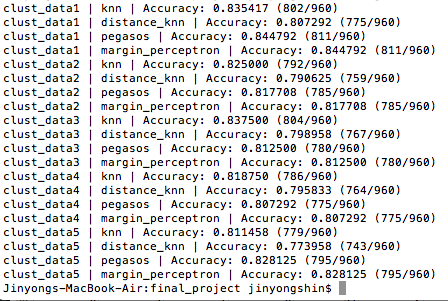 clust_data1 | knn | Accuracy: 0.835417 (802/960)
clust_data1 | distance_knn | Accuracy: 0.807292 (775/960)
clust_data1 | pegasos | Accuracy: 0.844792 (811/960)
clust_data1 | margin_perceptron | Accuracy: 0.844792 (811/960)
clust_data2 | knn | Accuracy: 0.825000 (792/960)
clust_data2 | distance_knn | Accuracy: 0.790625 (759/960)
clust_data2 | pegasos | Accuracy: 0.817708 (785/960)
clust_data2 | margin_perceptron | Accuracy: 0.817708 (785/960)
clust_data3 | knn | Accuracy: 0.837500 (804/960)
clust_data3 | distance_knn | Accuracy: 0.798958 (767/960)
clust_data3 | pegasos | Accuracy: 0.812500 (780/960)
clust_data3 | margin_perceptron | Accuracy: 0.812500 (780/960)
clust_data4 | knn | Accuracy: 0.818750 (786/960)
clust_data4 | distance_knn | Accuracy: 0.795833 (764/960)
clust_data4 | pegasos | Accuracy: 0.807292 (775/960)
clust_data4 | margin_perceptron | Accuracy: 0.807292 (775/960)
clust_data5 | knn | Accuracy: 0.811458 (779/960)
clust_data5 | distance_knn | Accuracy: 0.773958 (743/960)
clust_data5 | pegasos | Accuracy: 0.828125 (795/960)
clust_data5 | margin_perceptron | Accuracy: 0.828125 (795/960)
Jinyongs-MacBook-Air:final_project jinyongshin$